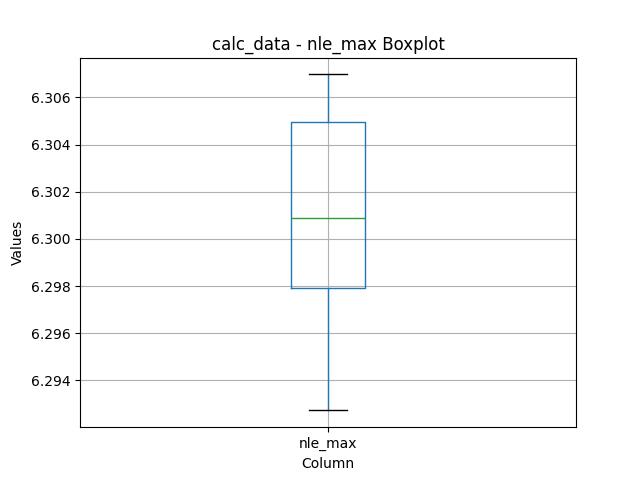 calc_data - nle_max Boxplot
6.306
6.304
6.302
6.300
6.298
6.296
6.294
Values
nle_max
Column